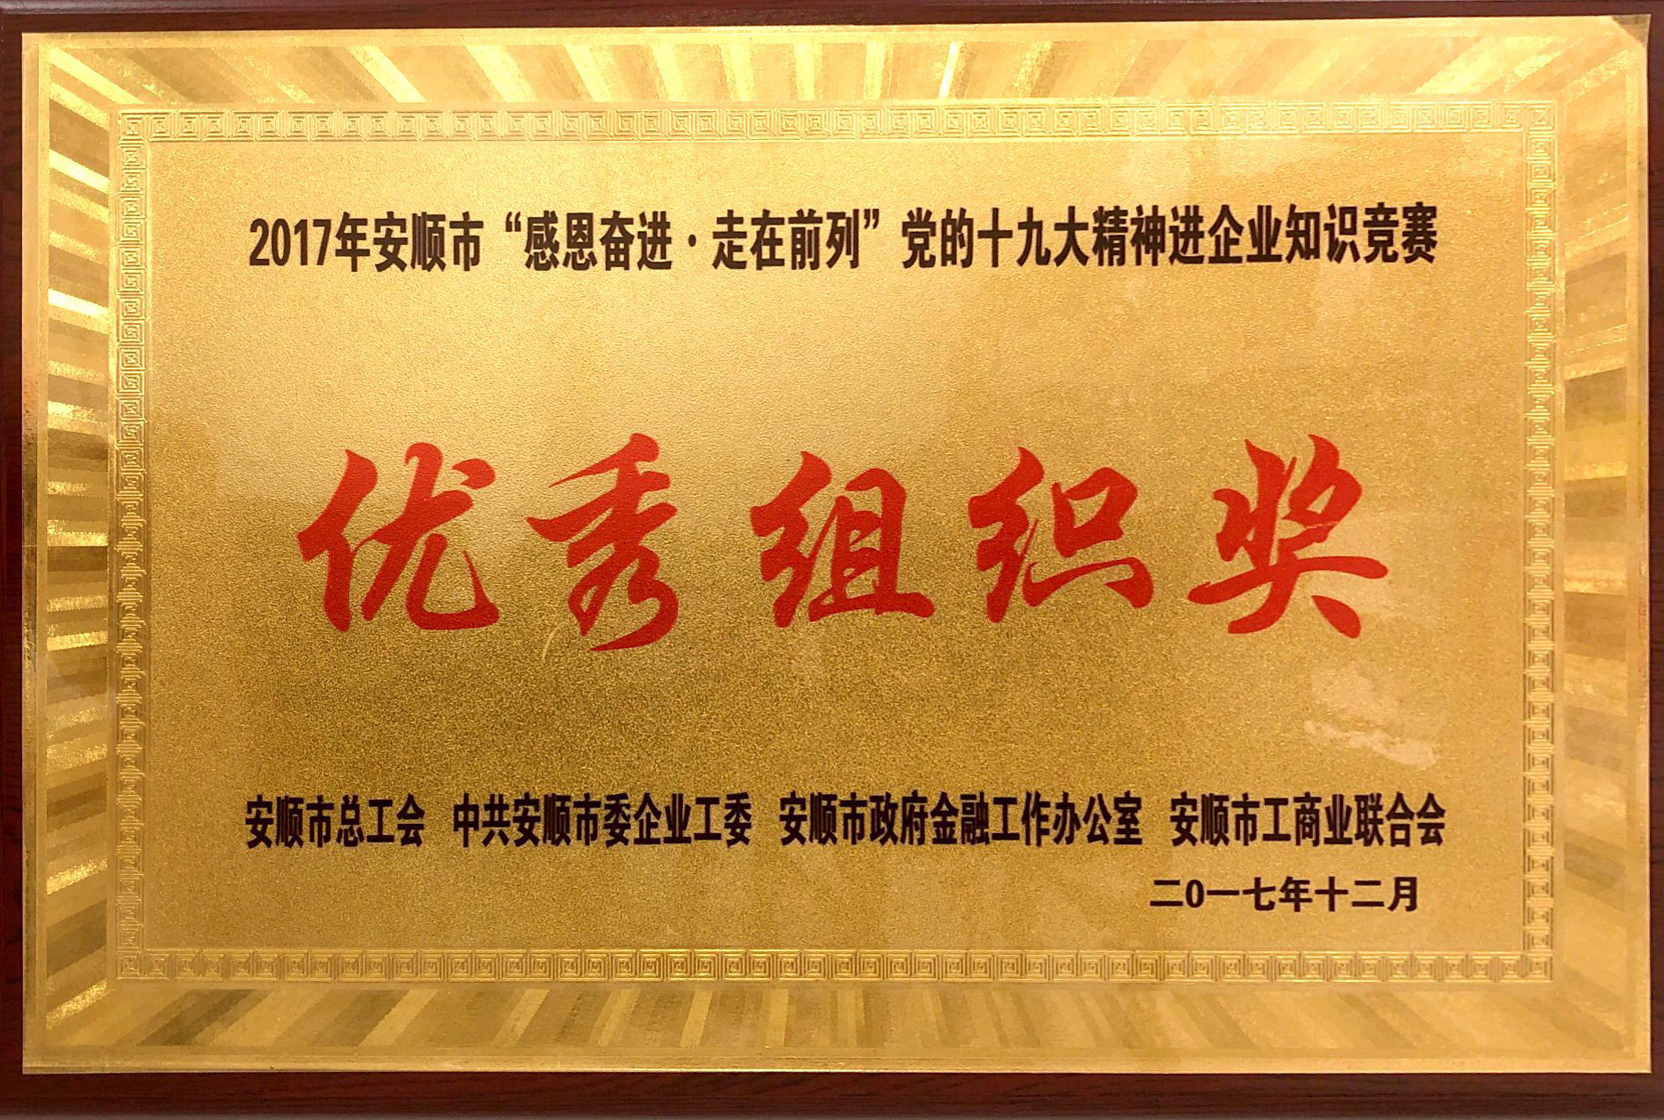 2017年安顺市“感恩奋进·走在前列”党的十九大精神进企业知识竞赛
优秀组织奖
安顺市总工会 中共安顺市委企业工委 安顺市政府金融工作办公室 安顺市工商业联合会
二0一七年十二月